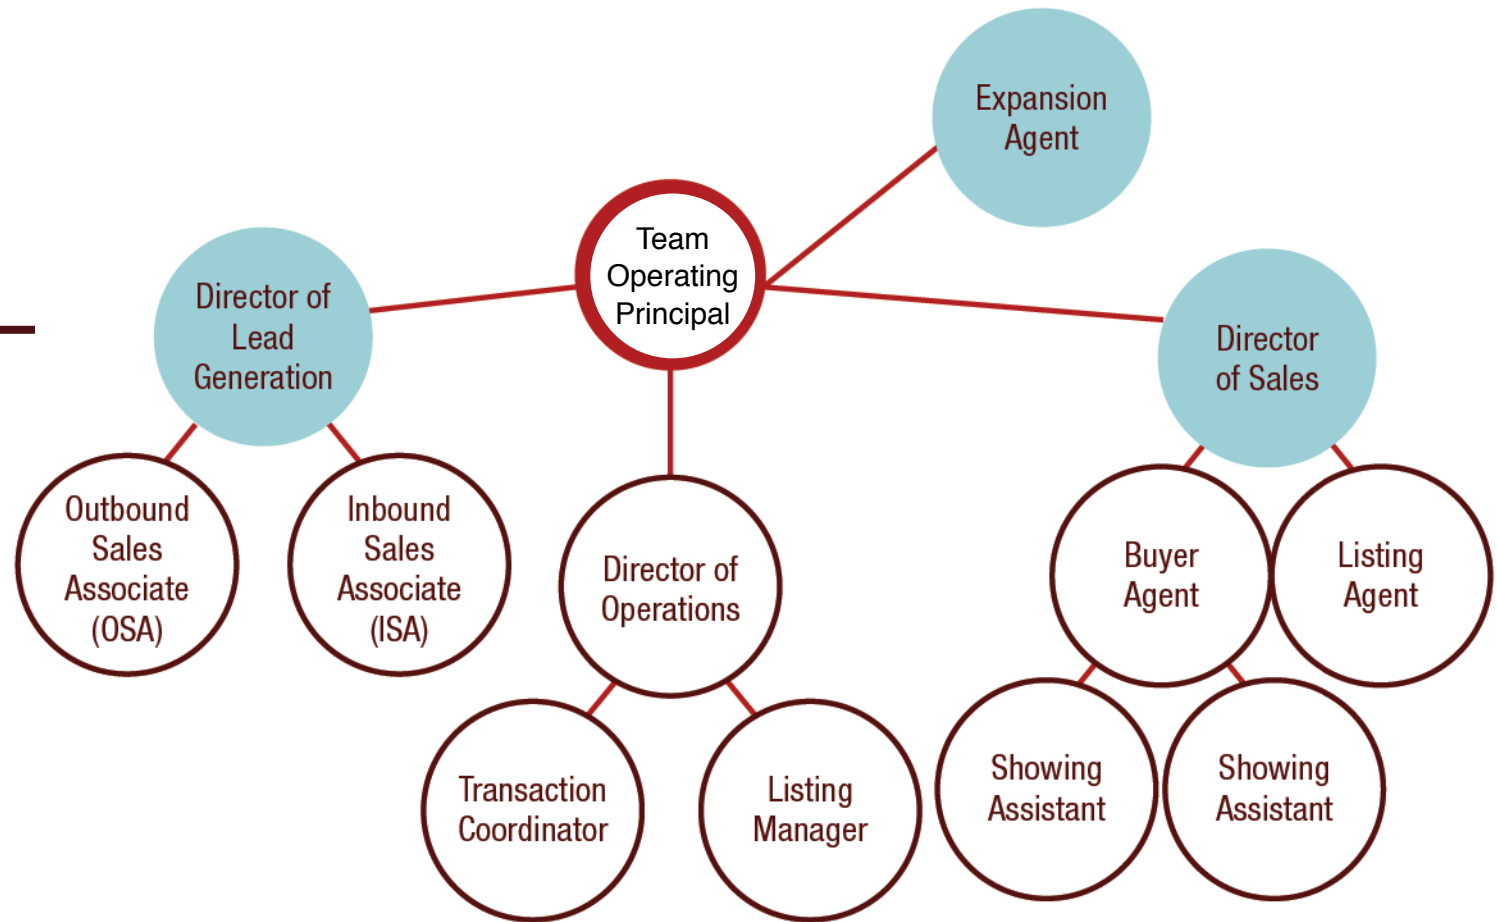 Expansion
Agent
Team
Operating
Principal
Director of
Lead
Generation
Director
of Sales
Outbound
Sales
Associate
(OSA)
Inbound
Sales
Associate
(ISA)
Director of
Operations
Buyer
Agent
Listing
Agent
Transaction
Coordinator
Listing
Manager
Showing
Assistant
Showing
Assistant